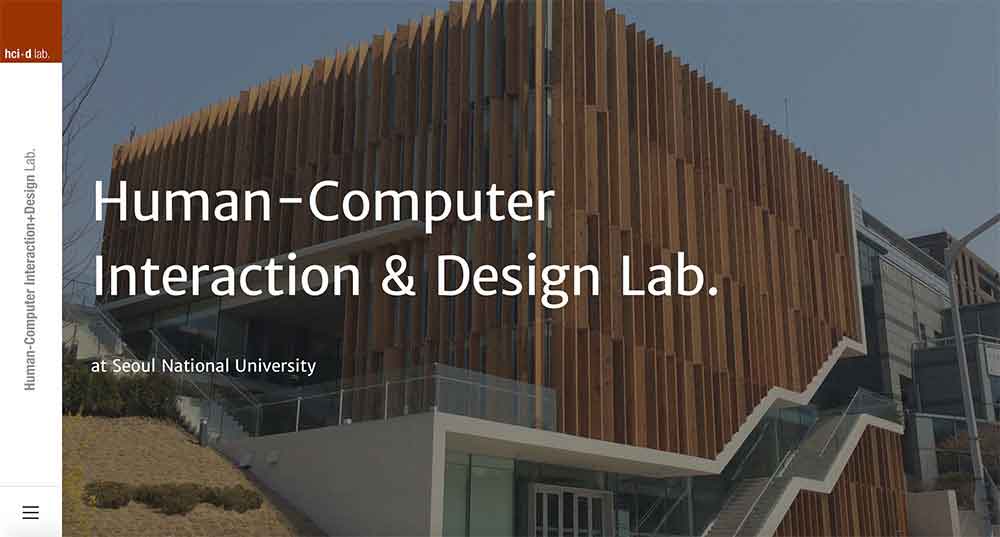 hci+d lab.
Human-Computer Interaction+Design Lab.
Human-Computer
Interaction & Design Lab.
at Seoul National University